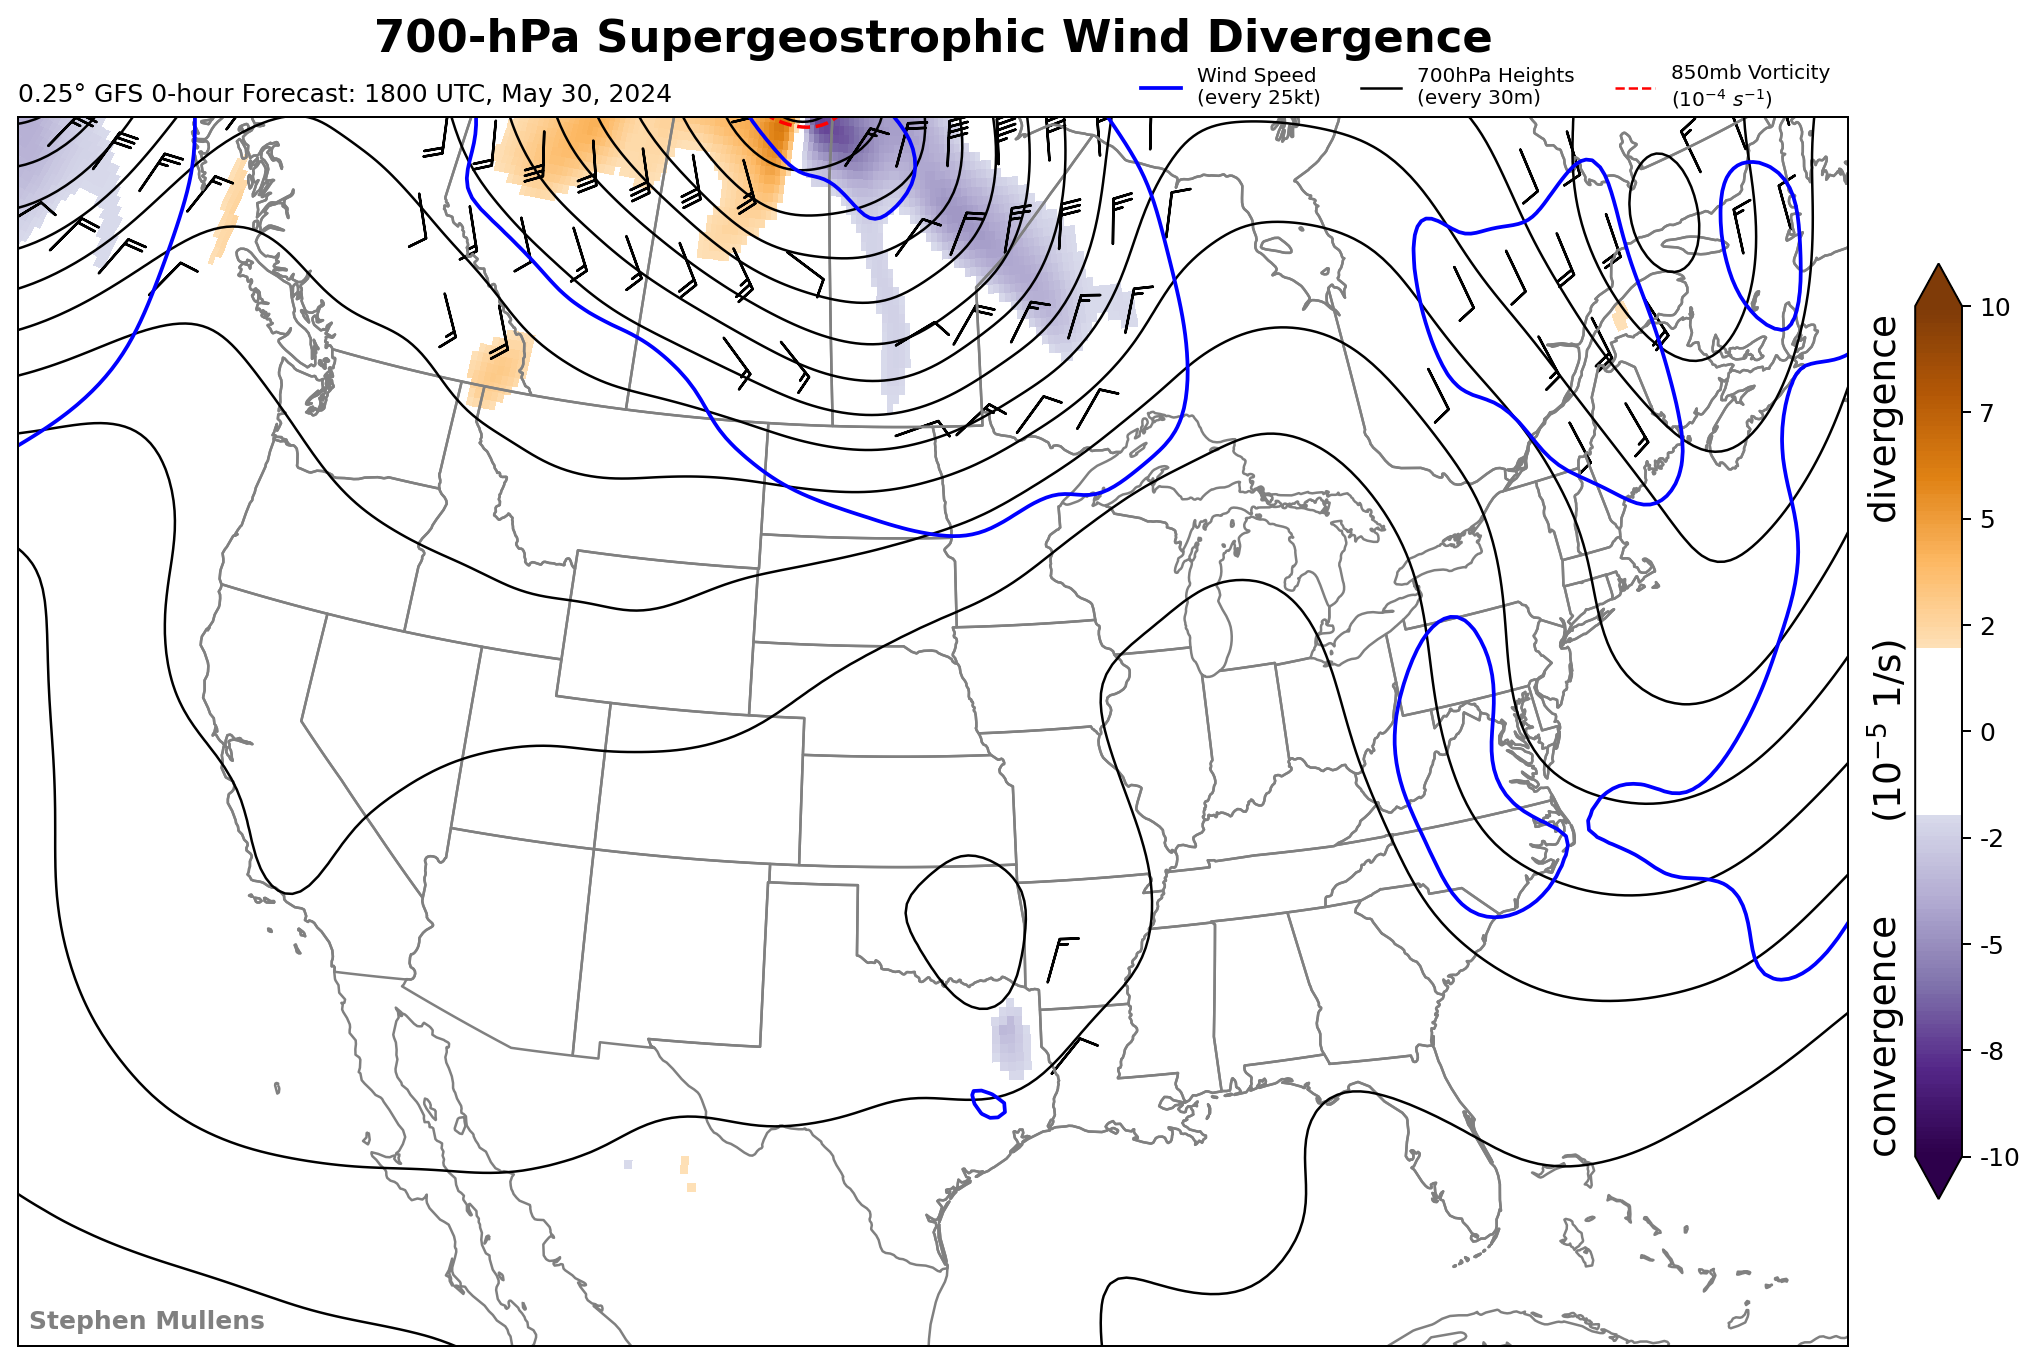 700-hPa Supergeostrophic Wind Divergence
0.25° GFS 0-hour Forecast: 1800 UTC, May 30, 2024
Wind Speed
(every 25kt)
700hPa Heights
(every 30m)
850mb Vorticity
(10⁻⁴ s⁻¹)
10
7
5
2
0
-2
-5
-8
-10
convergence (10⁻⁵ 1/s) divergence
Stephen Mullens